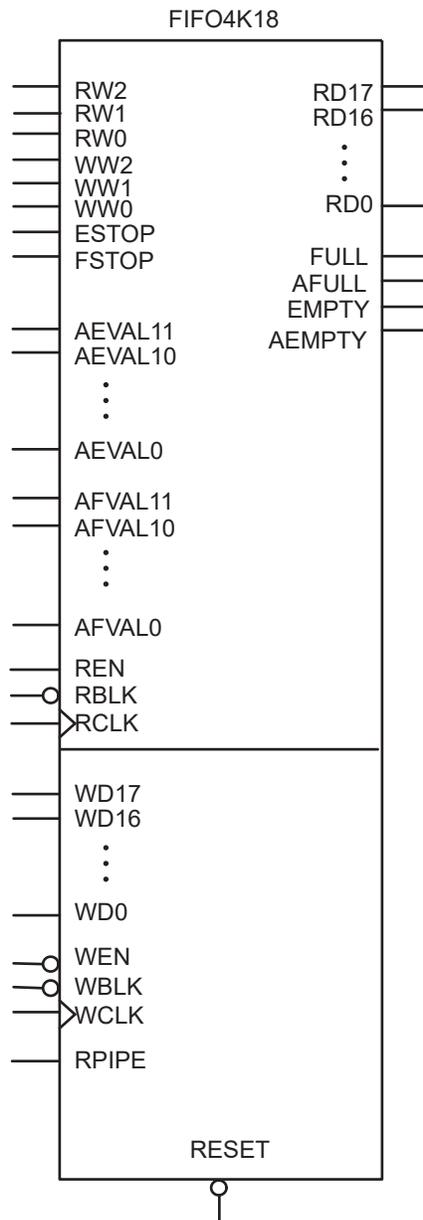 FIFO4K18
RW2
RD17
RW1
RD16
RW0
WW2
WW1
WW0
RD0
ESTOP
FSTOP
FULL
AFULL
EMPTY
AEMPTY
AEVAL11
AEVAL10
AEVAL0
AFVAL11
AFVAL10
AFVAL0
REN
RBLK
RCLK
WD17
WD16
WD0
WEN
WBLK
WCLK
RPIPE
RESET